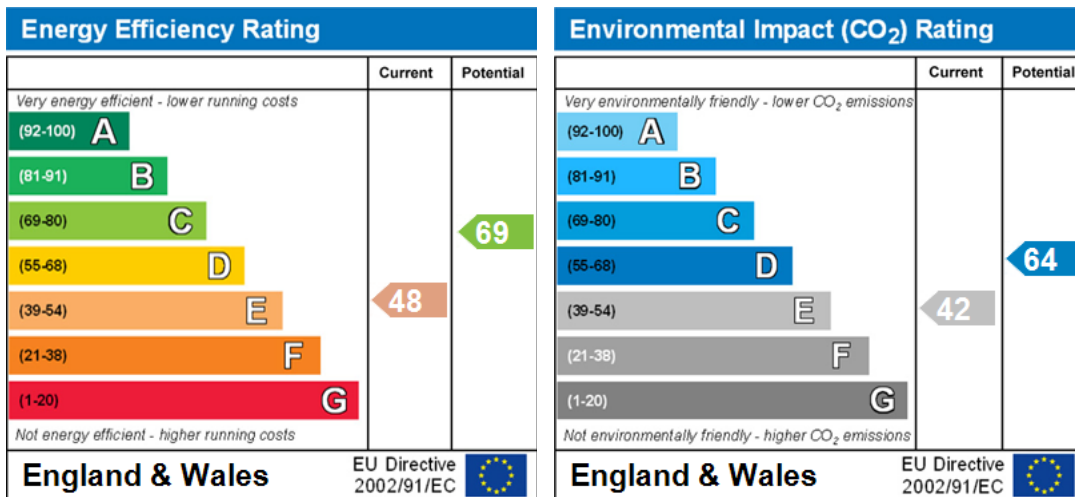 Energy Efficiency Rating
Current Potential
Very energy efficient - lower running costs
(92-100) A
(81-91) B
(69-80) C
69
(55-68) D
(39-54) E
48
(21-38) F
(1-20) G
Not energy efficient - higher running costs
England & Wales
EU Directive
2002/91/EC
Environmental Impact (CO₂) Rating
Current Potential
Very environmentally friendly - lower CO₂ emissions
(92-100) A
(81-91) B
(69-80) C
(55-68) D
64
(39-54) E
42
(21-38) F
(1-20) G
Not environmentally friendly - higher CO₂ emissions
England & Wales
EU Directive
2002/91/EC